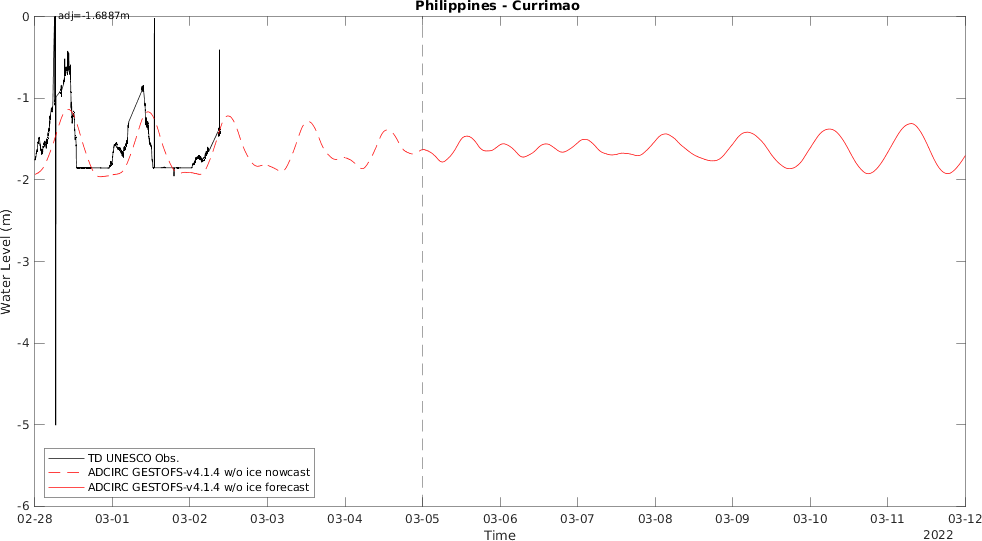 Philippines - Currimao
adj=-1.6887m
0
-1
-2
-3
-4
-5
-6
Water Level (m)
TD UNESCO Obs.
ADCIRC GESTOFS-v4.1.4 w/o ice nowcast
ADCIRC GESTOFS-v4.1.4 w/o ice forecast
02-28 03-01 03-02 03-03 03-04 03-05 03-06 03-07 03-08 03-09 03-10 03-11 03-12
Time
2022